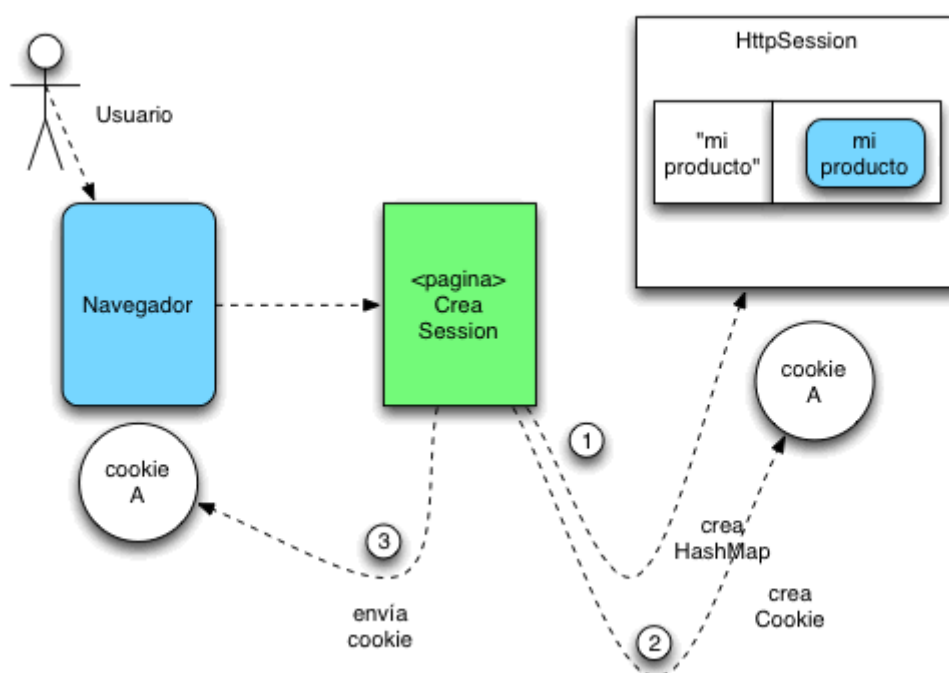 HttpSession
Usuario
"mi
producto"
mi
producto
Navegador
<pagina>
Crea
Session
cookie
A
cookie
A
1
3
crea
HashMap
envía
cookie
crea
Cookie
2